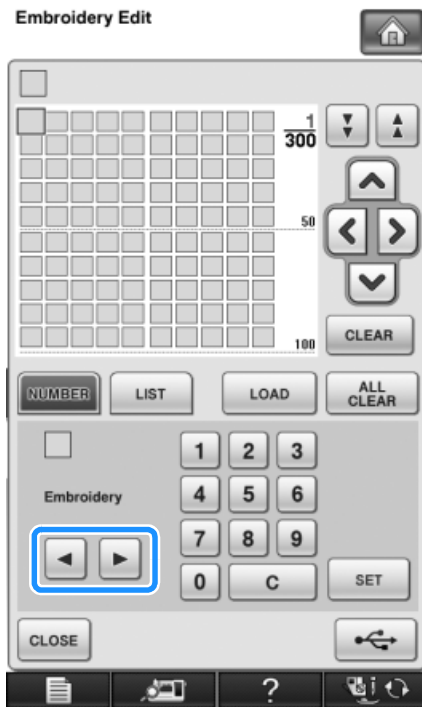 Embroidery Edit
1
300
50
100
CLEAR
NUMBER LIST LOAD ALL CLEAR
1 2 3
Embroidery 4 5 6
7 8 9
0 C SET
CLOSE
?